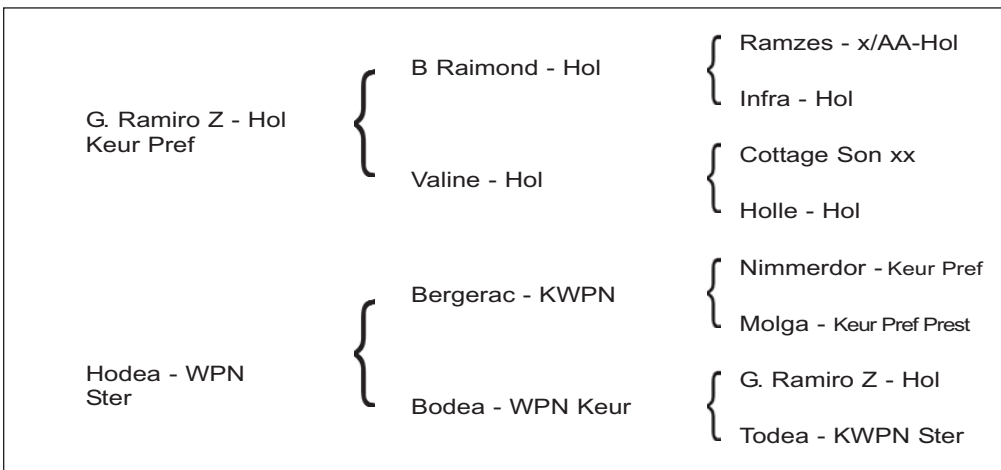 G. Ramiro Z - Hol
Keur Pref
B Raimond - Hol
Ramzes - x/AA-Hol
Infra - Hol
Valine - Hol
Cottage Son xx
Holle - Hol
Hodea - WPN
Ster
Bergerac - KWPN
Nimmerdor - Keur Pref
Molga - Keur Pref Prest
Bodea - WPN Keur
G. Ramiro Z - Hol
Todea - KWPN Ster